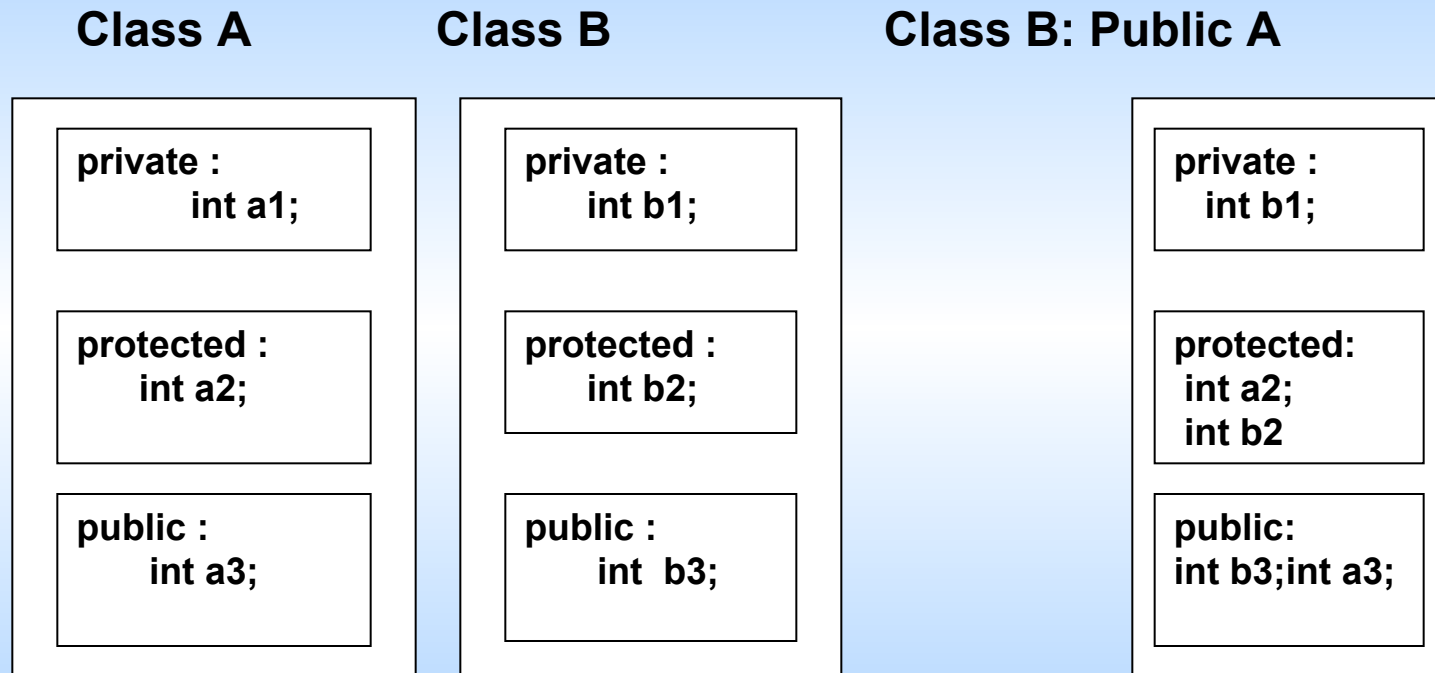 Class A
Class B
Class B: Public A
private :
int a1;
protected :
int a2;
public :
int a3;
private :
int b1;
protected :
int b2;
public :
int b3;
private :
int b1;
protected:
int a2;
int b2
public:
int b3;int a3;